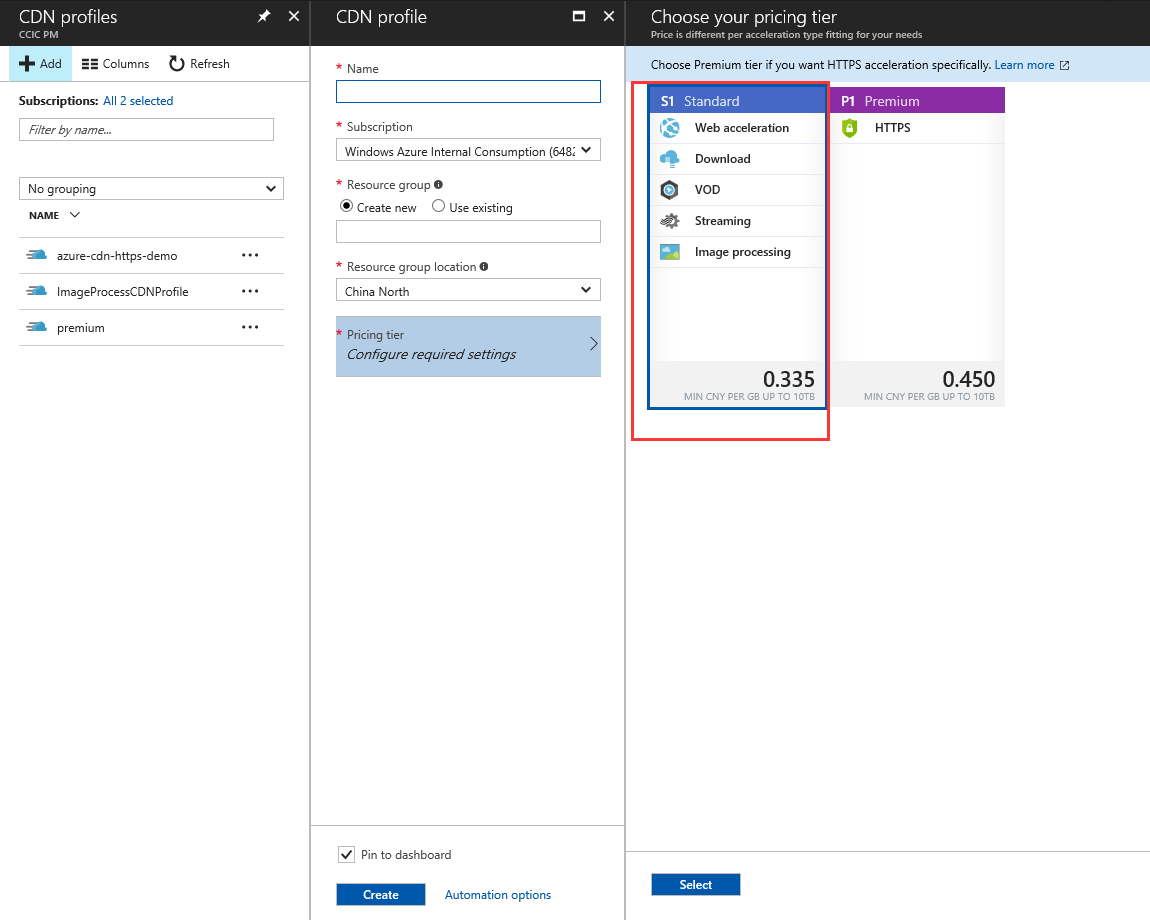 CDN profiles
CCIC PM
Add
Columns
Refresh
Subscriptions: All 2 selected
Filter by name...
No grouping
NAME
azure-cdn-https-demo
ImageProcessCDNProfile
premium
CDN profile
* Name
* Subscription
Windows Azure Internal Consumption (6482
* Resource group
Create new
Use existing
* Resource group location
China North
* Pricing tier
Configure required settings
Pin to dashboard
Create
Automation options
Choose your pricing tier
Price is different per acceleration type fitting for your needs
Choose Premium tier if you want HTTPS acceleration specifically. Learn more
S1 Standard
Web acceleration
Download
VOD
Streaming
Image processing
0.335
MIN CNY PER GB UP TO 10TB
P1 Premium
HTTPS
0.450
MIN CNY PER GB UP TO 10TB
Select